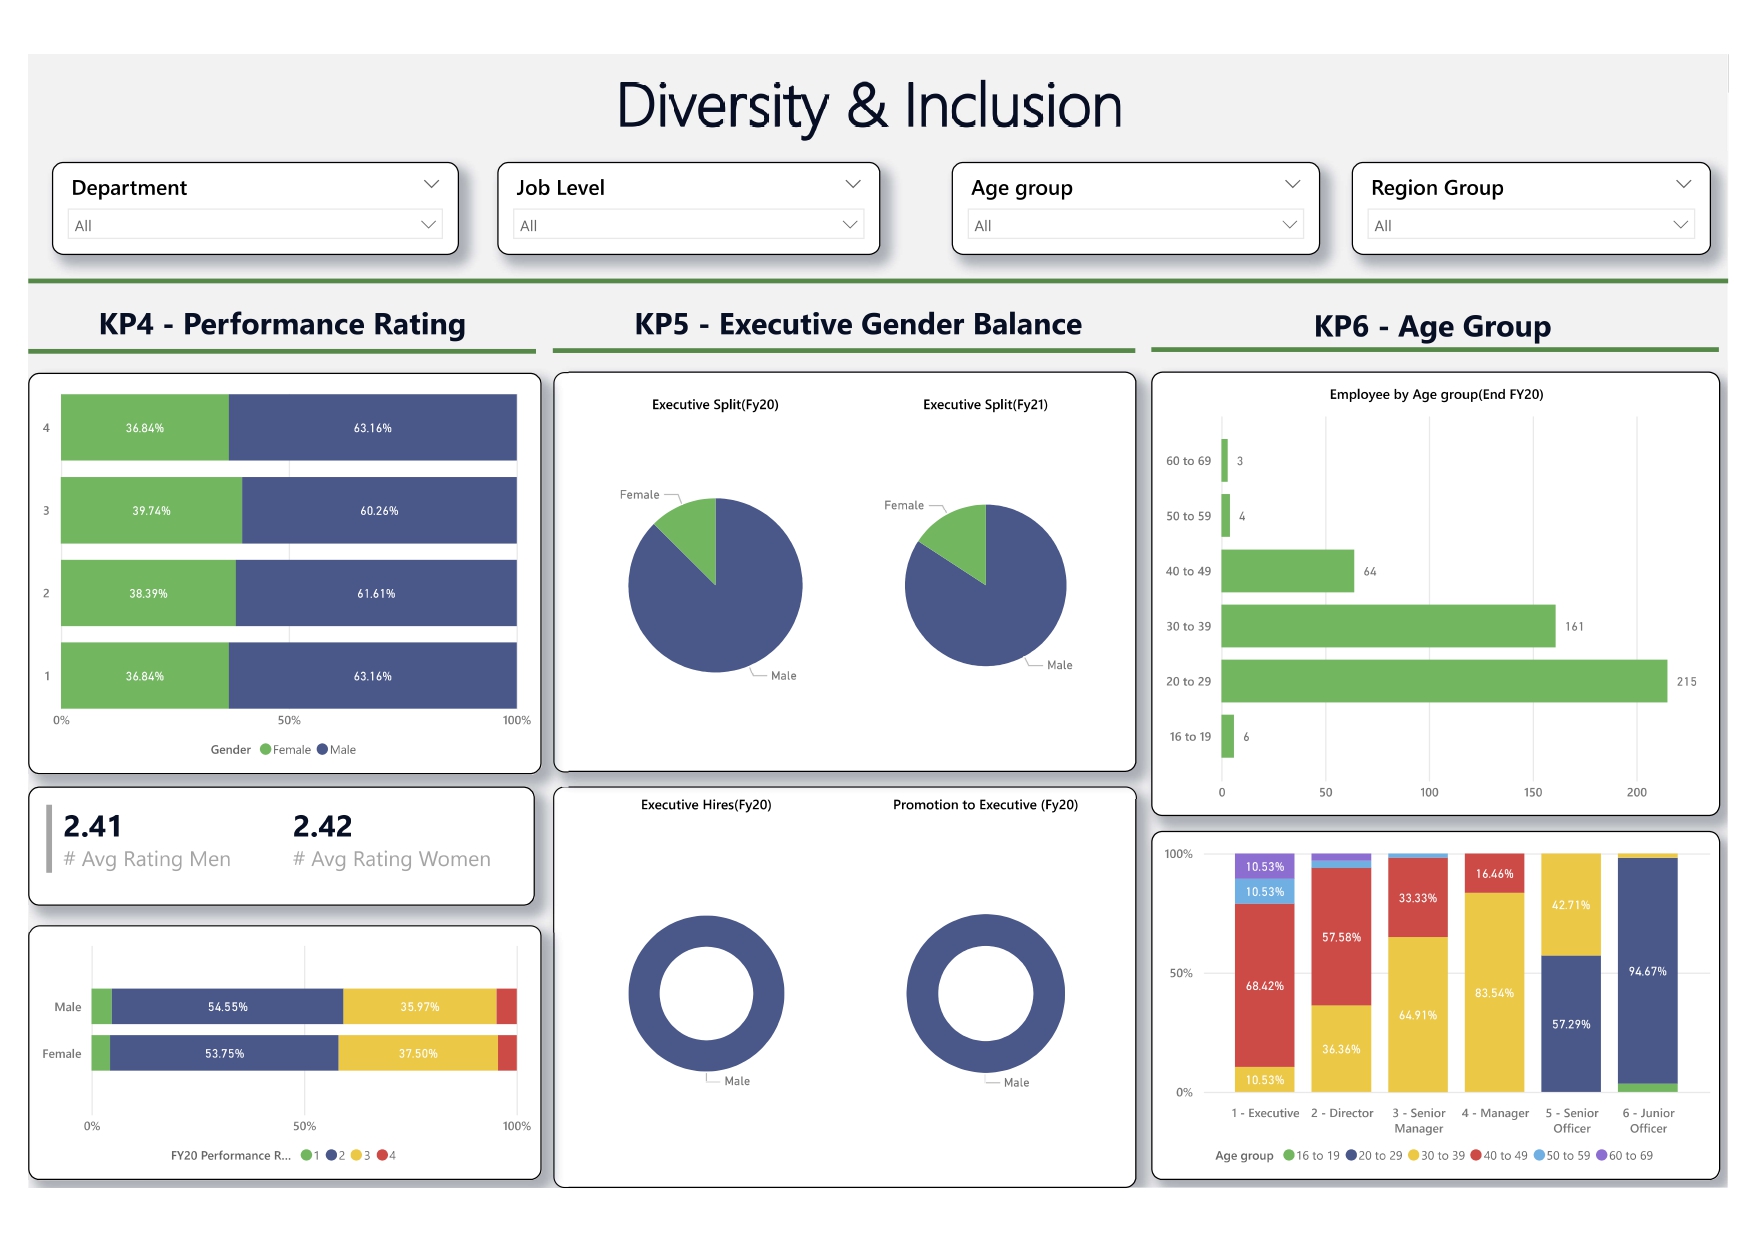 Diversity & Inclusion
Department
All
Job Level
All
Age group
All
Region Group
All
KP4 - Performance Rating
4
36.84%
63.16%
3
39.74%
60.26%
2
38.39%
61.61%
1
36.84%
63.16%
0%
50%
100%
Gender
Female
Male
2.41
# Avg Rating Men
2.42
# Avg Rating Women
Male
54.55%
35.97%
Female
53.75%
37.50%
0%
50%
100%
FY20 Performance R...
1
2
3
4
KP5 - Executive Gender Balance
Executive Split(Fy20)
Female
Male
Executive Split(Fy21)
Female
Male
Executive Hires(Fy20)
Male
Promotion to Executive (Fy20)
Male
KP6 - Age Group
Employee by Age group(End FY20)
60 to 69
3
50 to 59
4
40 to 49
64
30 to 39
161
20 to 29
215
16 to 19
6
0
50
100
150
200
100%
50%
0%
10.53%
10.53%
68.42%
10.53%
57.58%
36.36%
33.33%
64.91%
16.46%
83.54%
42.71%
57.29%
94.67%
1 - Executive
2 - Director
3 - Senior
Manager
4 - Manager
5 - Senior
Officer
6 - Junior
Officer
Age group
16 to 19
20 to 29
30 to 39
40 to 49
50 to 59
60 to 69